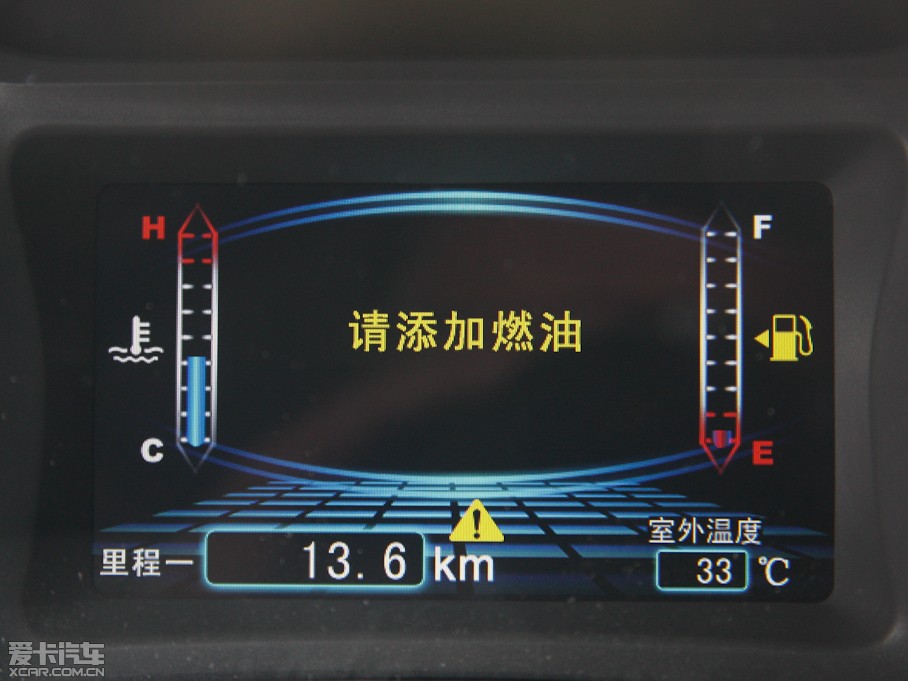 H
F
请添加燃油
C
E
室外温度
里程一
13.6 km
33 ℃
爱卡汽车
XCAR.COM.CN